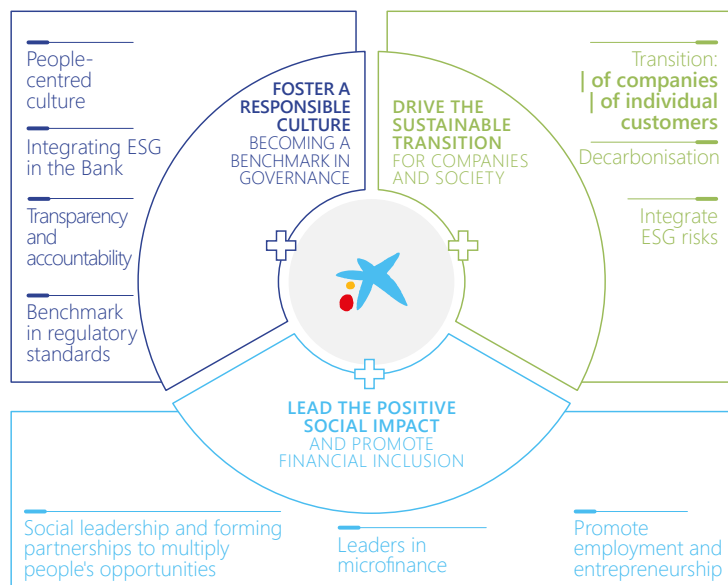 People-
centred
culture
Integrating ESG
in the Bank
Transparency
and
accountability
Benchmark
in regulatory
standards
FOSTER A
RESPONSIBLE
CULTURE
BECOMING A
BENCHMARK IN
GOVERNANCE
DRIVE THE
SUSTAINABLE
TRANSITION
FOR COMPANIES
AND SOCIETY
Transition:
| of companies
| of individual
customers
Decarbonisation
Integrate
ESG risks
LEAD THE POSITIVE
SOCIAL IMPACT
AND PROMOTE
FINANCIAL INCLUSION
Social leadership and forming
partnerships to multiply
people's opportunities
Leaders in
microfinance
Promote
employment and
entrepreneurship